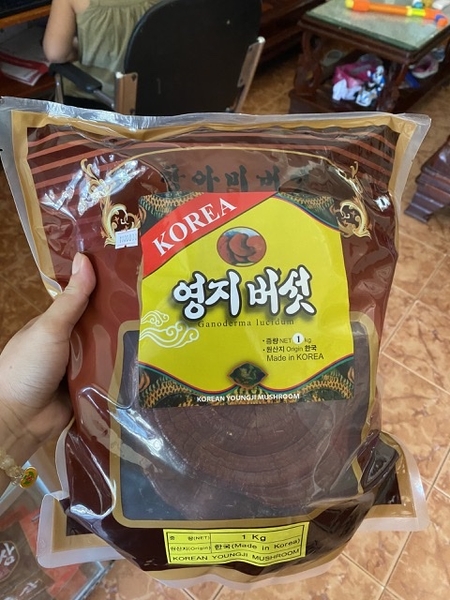 KOREA
영지버섯
Ganoderma lucidum
• 중량 NET 1 kg
• 원산지 Origin 한국
Made in KOREA
KOREAN YOUNGJI MUSHROOM
중 량(NET) 1 Kg
원산지(Origin) 한국(Made in Korea)
KOREAN YOUNGJI MUSHROOM